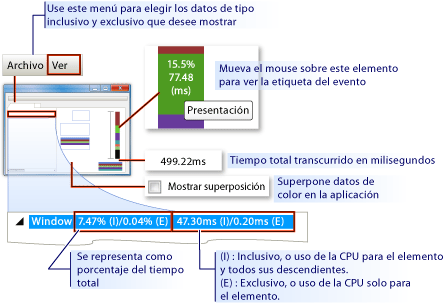 Use este menú para elegir los datos de tipo
inclusivo y exclusivo que desee mostrar
Archivo Ver
15.5%
77.48
(ms)
Presentación
Mueva el mouse sobre este elemento
para ver la etiqueta del evento
499.22ms
Tiempo total transcurrido en milisegundos
Mostrar superposición
Superpone datos de
color en la aplicación
Window 7.47% (I)/0.04% (E) 47.30ms (I)/0.20ms (E)
Se representa como
porcentaje del tiempo
total
(I) : Inclusivo, o uso de la CPU para el elemento
y todos sus descendientes.
(E) : Exclusivo, o uso de la CPU solo para
el elemento.